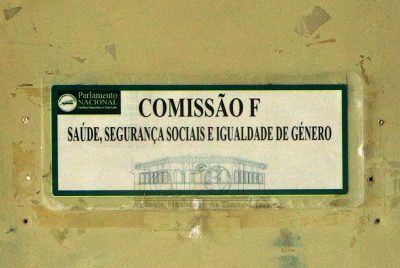 Parlamento
NACIONAL
COMISSÃO F
SAÚDE, SEGURANÇA SOCIAIS E IGUALDADE DE GÉNERO